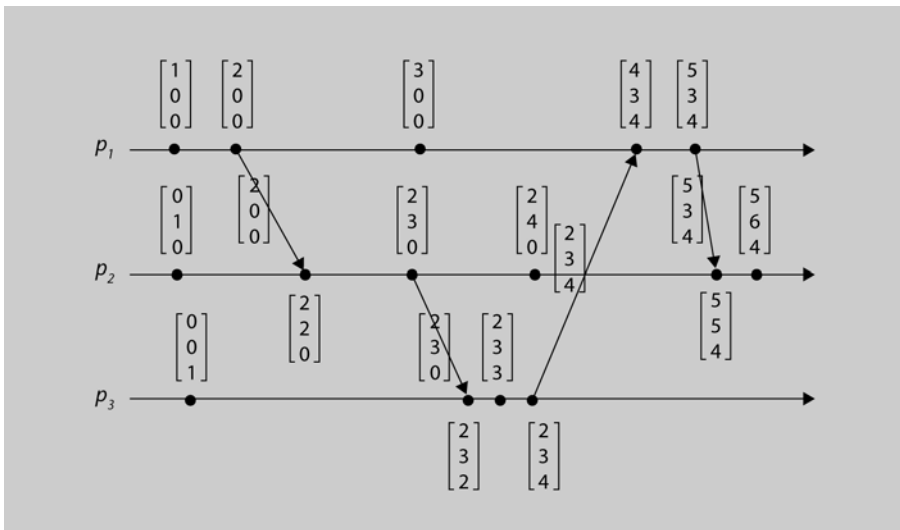 1 2 3 4 5
0 0 0 3 3
0 0 0 4 4
p1
0 2 2 2 5 5
1 0 3 4 3 6
0 0 0 0 4 4
2
3
4
p2
0 2 2 2 5
0 2 3 3 5
1 0 0 3 4
p3
2 2
3 3
2 4